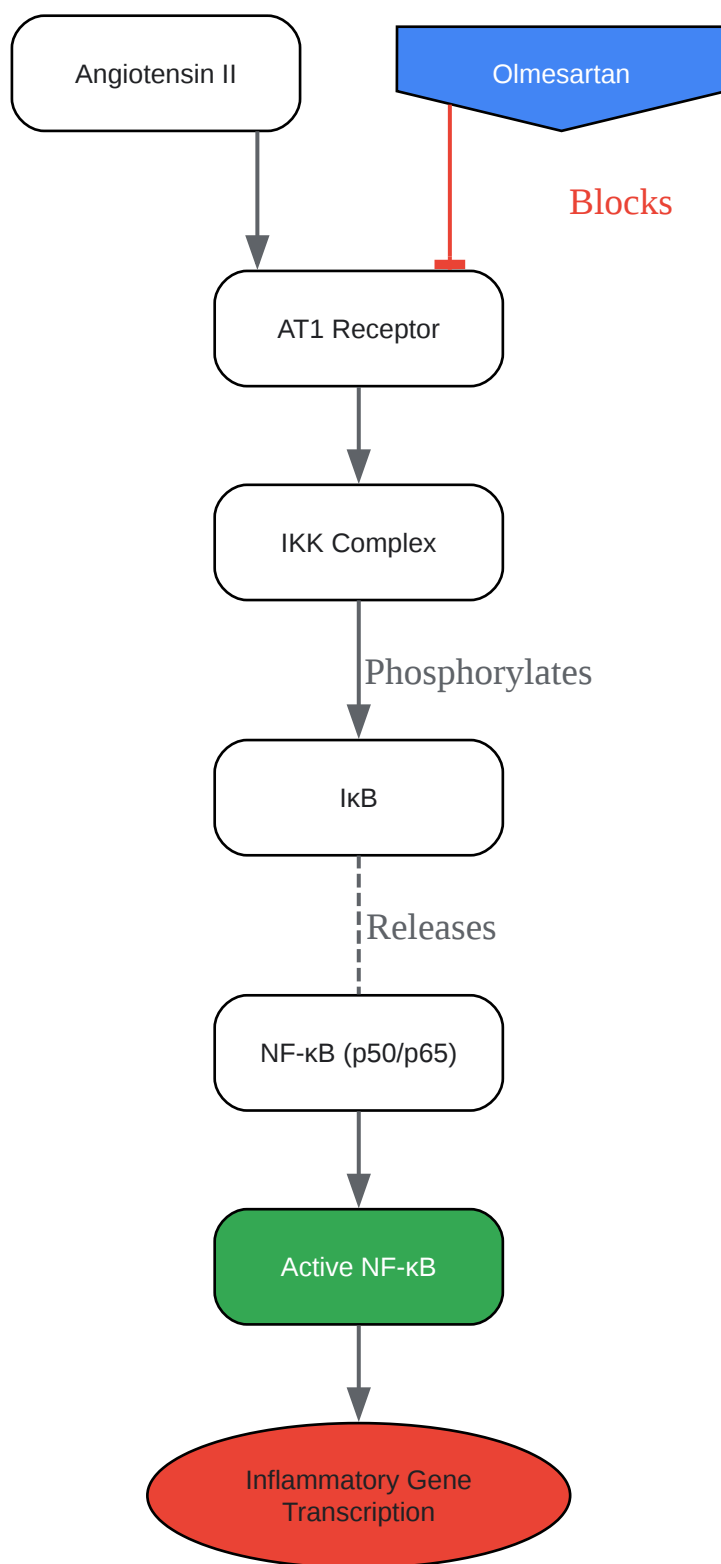 Angiotensin II
Olmesartan
Blocks
AT1 Receptor
IKK Complex
Phosphorylates
IκB
Releases
NF-κB (p50/p65)
Active NF-κB
Inflammatory Gene
Transcription